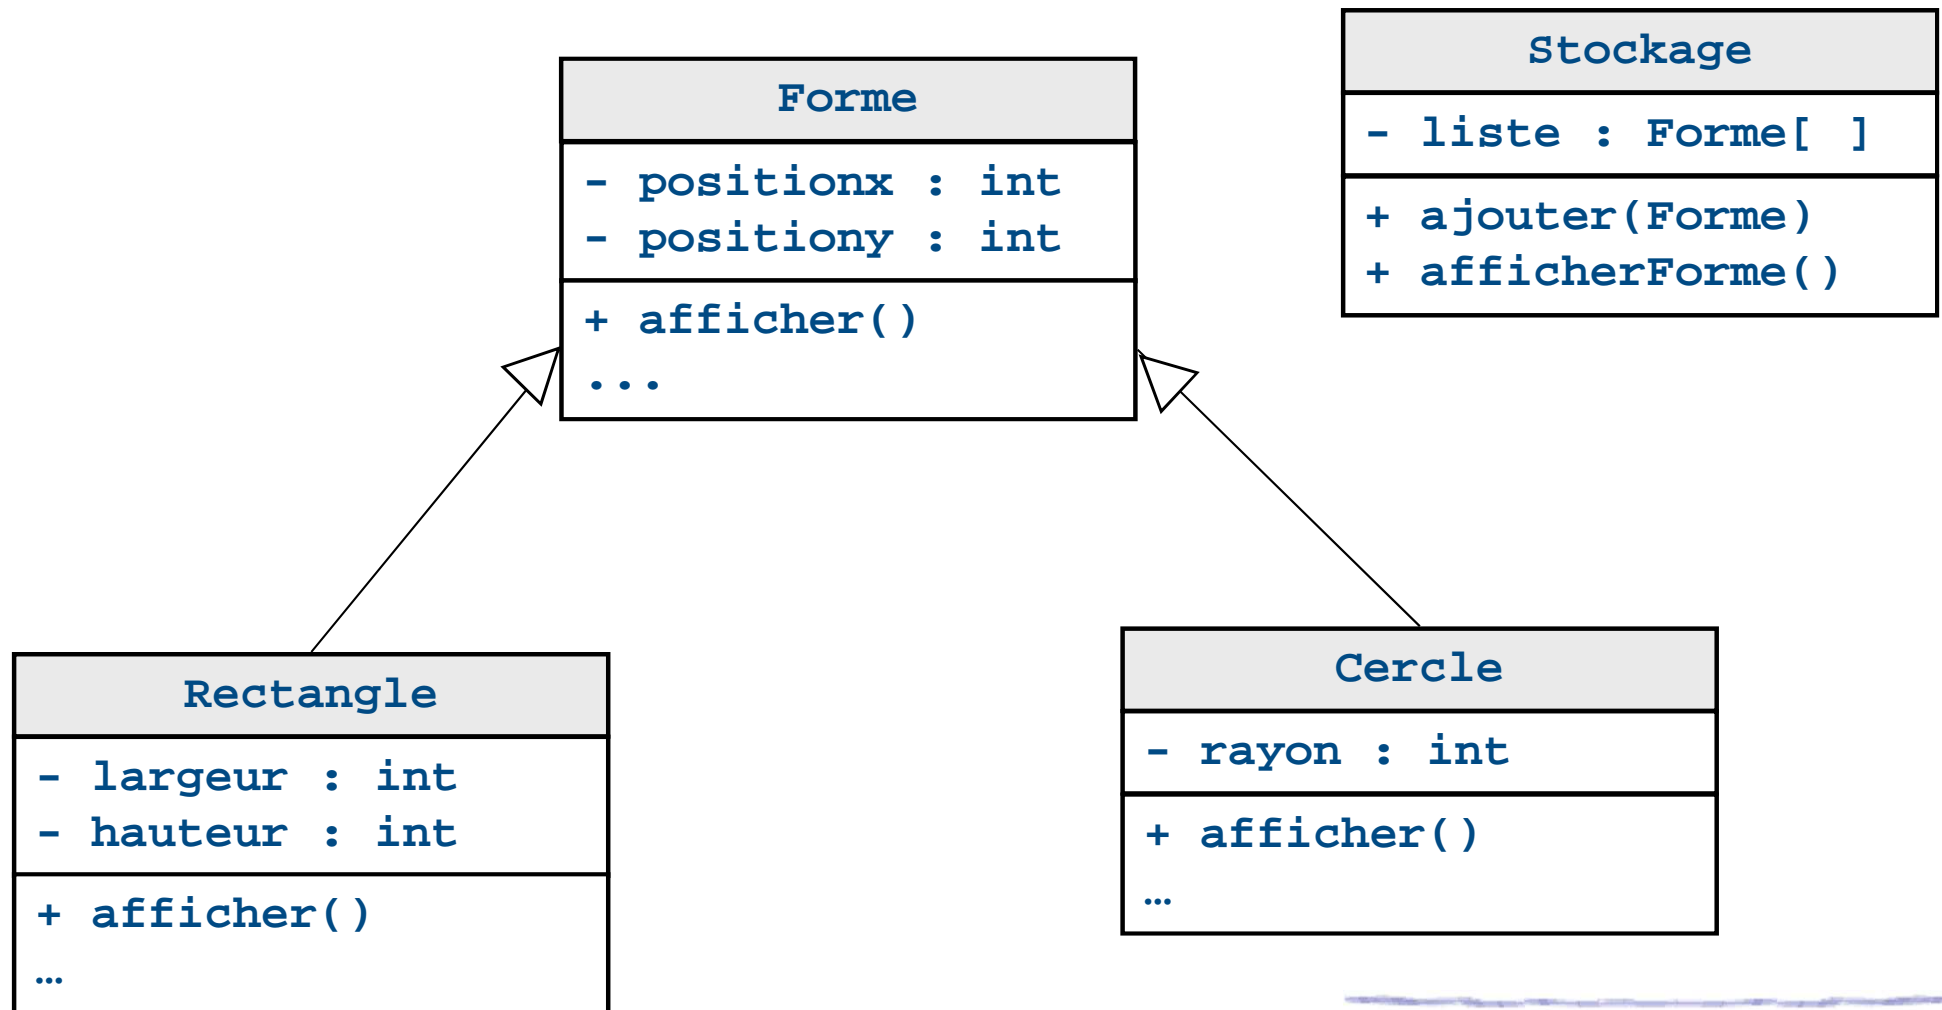 Forme
- positionx : int
- positiony : int
+ afficher()
...
Stockage
- liste : Forme[ ]
+ ajouter(Forme)
+ afficherForme()
Rectangle
- largeur : int
- hauteur : int
+ afficher()
…
Cercle
- rayon : int
+ afficher()
…